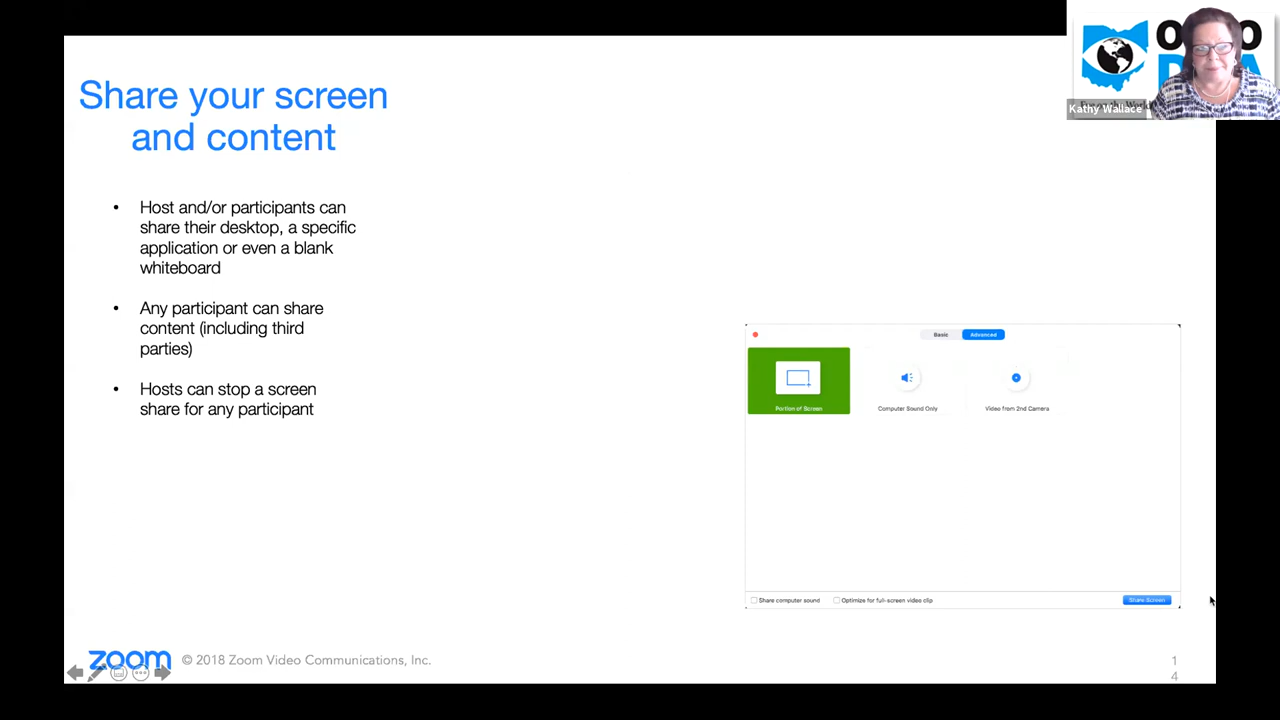 Share your screen
and content
• Host and/or participants can
share their desktop, a specific
application or even a blank
whiteboard
• Any participant can share
content (including third
parties)
• Hosts can stop a screen
share for any participant
Kathy Wallace
Basic Advanced
Portion of Screen Computer Sound Only Video from 2nd Camera
Share computer sound Optimize for full-screen video clip Share Screen
zoom © 2018 Zoom Video Communications, Inc.
1
4